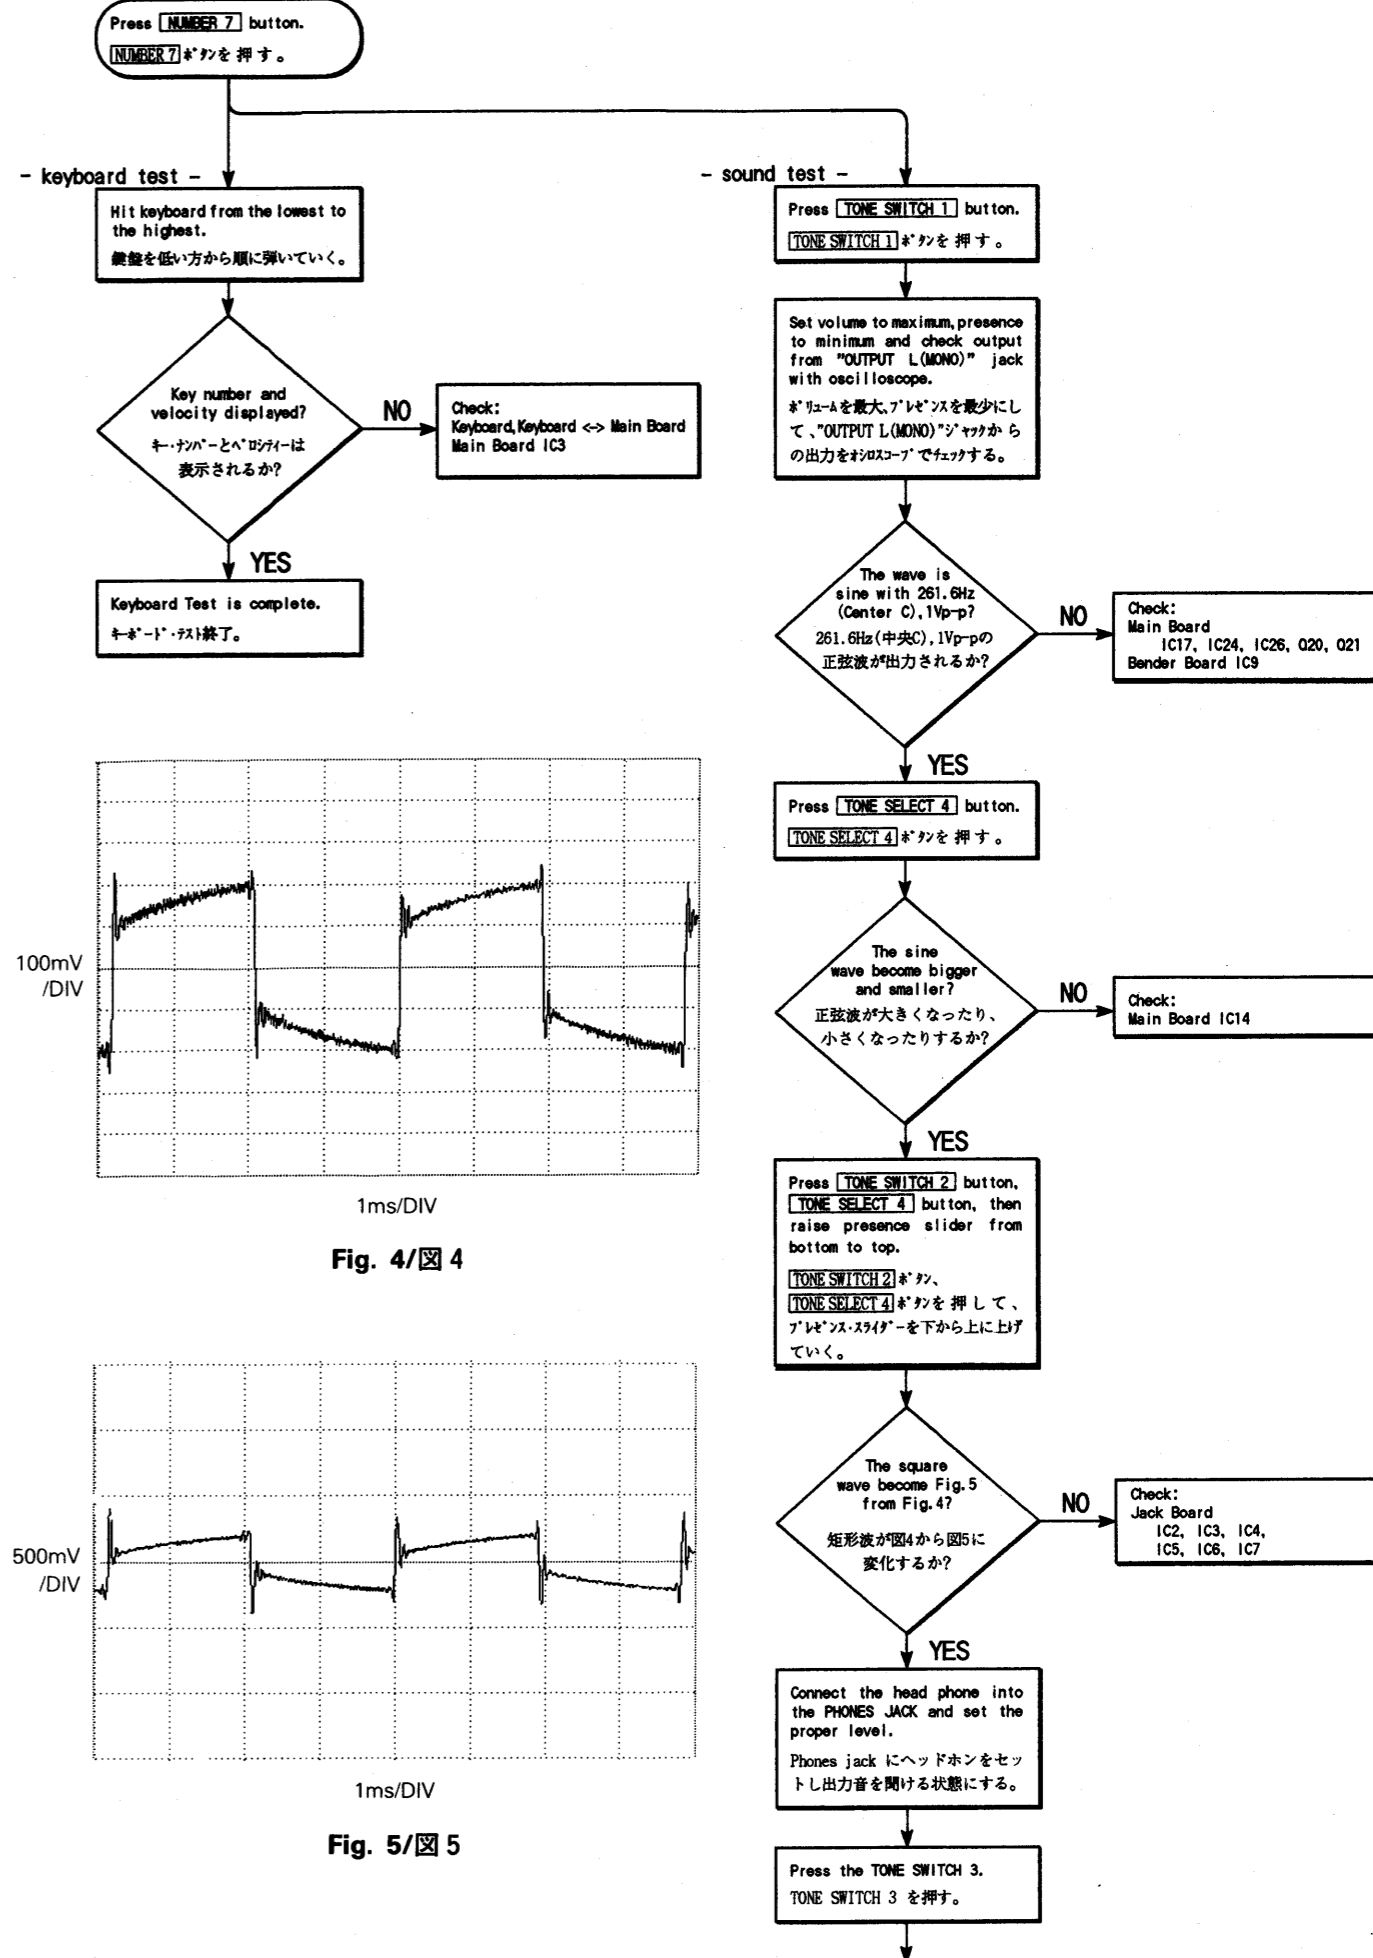 Press NUMBER 7 button.
NUMBER 7 ﾎﾞﾀﾝを押す。
- keyboard test -
Hit keyboard from the lowest to
the highest.
鍵盤を低い方から順に弾いていく。
Key number and
velocity displayed?
ｷｰ･ﾅﾝﾊﾞｰとﾍﾞﾛｼﾃｨｰは
表示されるか?
NO
Check:
Keyboard, Keyboard <-> Main Board
Main Board IC3
YES
Keyboard Test is complete.
ｷｰﾎﾞｰﾄﾞ･ﾃｽﾄ終了。
100mV
/DIV
1ms/DIV
Fig. 4/図 4
500mV
/DIV
1ms/DIV
Fig. 5/図 5
- sound test -
Press TONE SWITCH 1 button.
TONE SWITCH 1 ﾎﾞﾀﾝを押す。
Set volume to maximum, presence
to minimum and check output
from "OUTPUT L(MONO)" jack
with oscilloscope.
ﾎﾞﾘｭｰﾑを最大、ﾌﾟﾚｾﾞﾝｽを最少にし
て、"OUTPUT L(MONO)"ｼﾞｬｯｸから
の出力をｵｼﾛｽｺｰﾌﾟでﾁｪｯｸする。
The wave is
sine with 261.6Hz
(Center C), 1Vp-p?
261.6Hz(中央C), 1Vp-pの
正弦波が出力されるか?
NO
Check:
Main Board
IC17, IC24, IC26, Q20, Q21
Bender Board IC9
YES
Press TONE SELECT 4 button.
TONE SELECT 4 ﾎﾞﾀﾝを押す。
The sine
wave become bigger
and smaller?
正弦波が大きくなったり、
小さくなったりするか?
NO
Check:
Main Board IC14
YES
Press TONE SWITCH 2 button,
TONE SELECT 4 button, then
raise presence slider from
bottom to top.
TONE SWITCH 2 ﾎﾞﾀﾝ、
TONE SELECT 4 ﾎﾞﾀﾝを押して、
ﾌﾟﾚｾﾞﾝｽ･ｽﾗｲﾀﾞｰを下から上に上げ
ていく。
The square
wave become Fig.5
from Fig.4?
矩形波が図4から図5に
変化するか?
NO
Check:
Jack Board
IC2, IC3, IC4,
IC5, IC6, IC7
YES
Connect the head phone into
the PHONES JACK and set the
proper level.
Phones jack にヘッドホンをセッ
トし出力音を聞ける状態にする。
Press the TONE SWITCH 3.
TONE SWITCH 3 を押す。